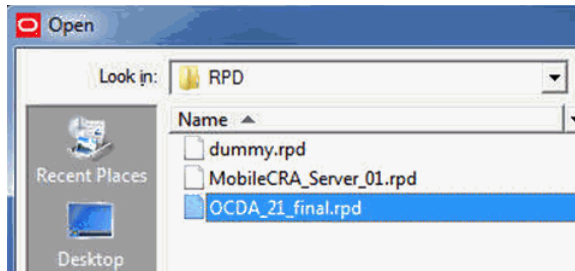 Open
Look in: RPD
Name
dummy.rpd
Recent Places
MobileCRA_Server_01.rpd
OCDA_21_final.rpd
Desktop